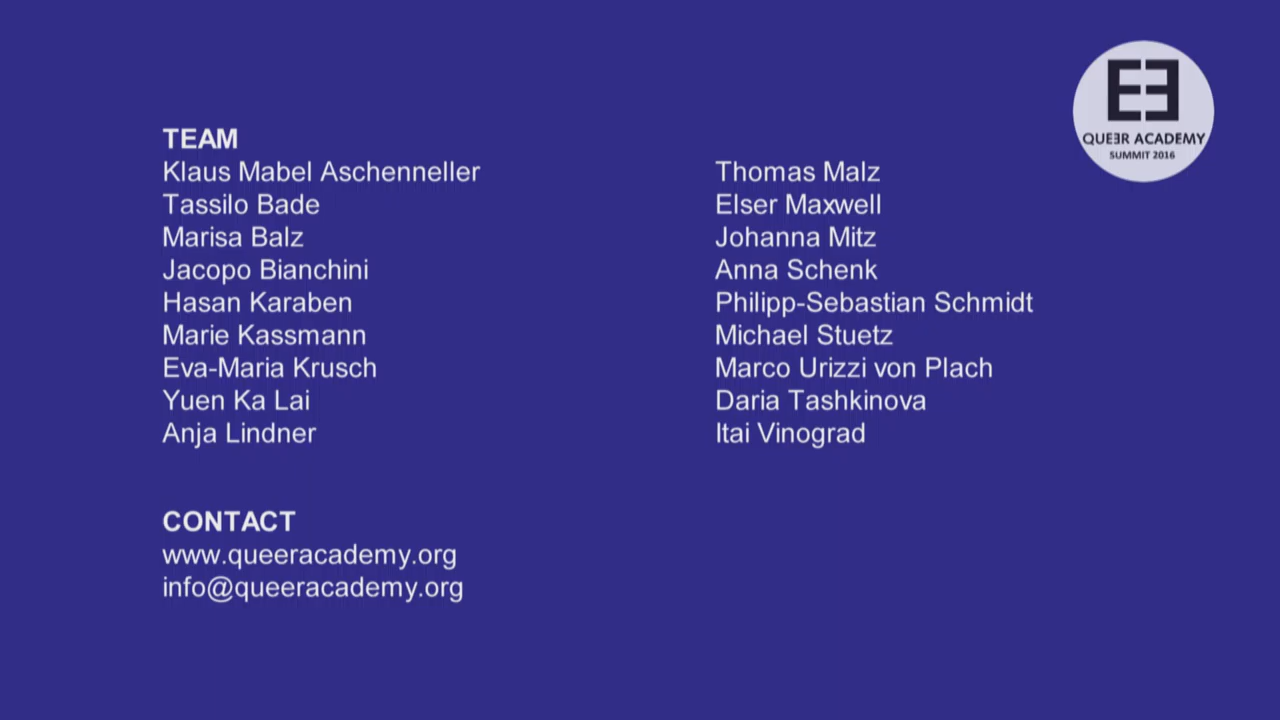 TEAM
Klaus Mabel Aschenneller
Tassilo Bade
Marisa Balz
Jacopo Bianchini
Hasan Karaben
Marie Kassmann
Eva-Maria Krusch
Yuen Ka Lai
Anja Lindner
Thomas Malz
Elser Maxwell
Johanna Mitz
Anna Schenk
Philipp-Sebastian Schmidt
Michael Stuetz
Marco Urizzi von Plach
Daria Tashkinova
Itai Vinograd
CONTACT
www.queeracademy.org
info@queeracademy.org
QUEƎR ACADEMY
SUMMIT 2016